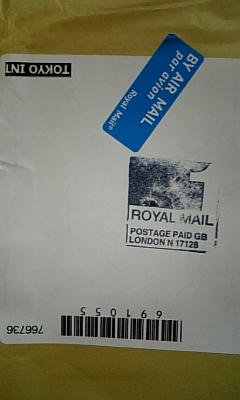 BY AIR MAIL
par avion
Royal Mail
TOKYO INT
ROYAL MAIL
POSTAGE PAID GB
LONDON N 17128
691055
766736